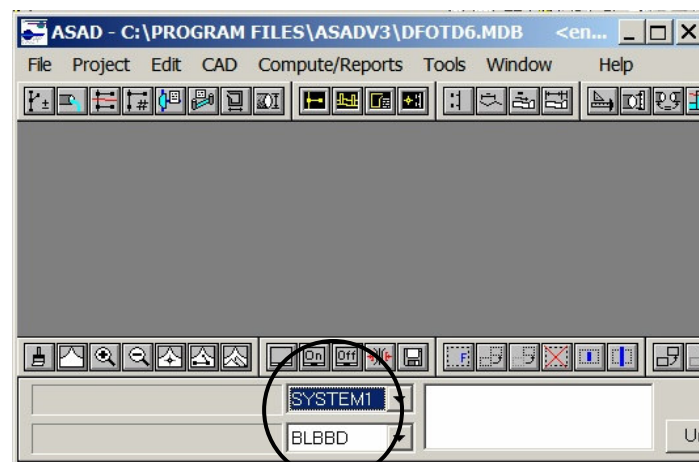 ASAD - C:\PROGRAM FILES\ASADV3\DFOTD6.MDB <en...
File Project Edit CAD Compute/Reports Tools Window Help
On Off F
SYSTEM1
BLBBD